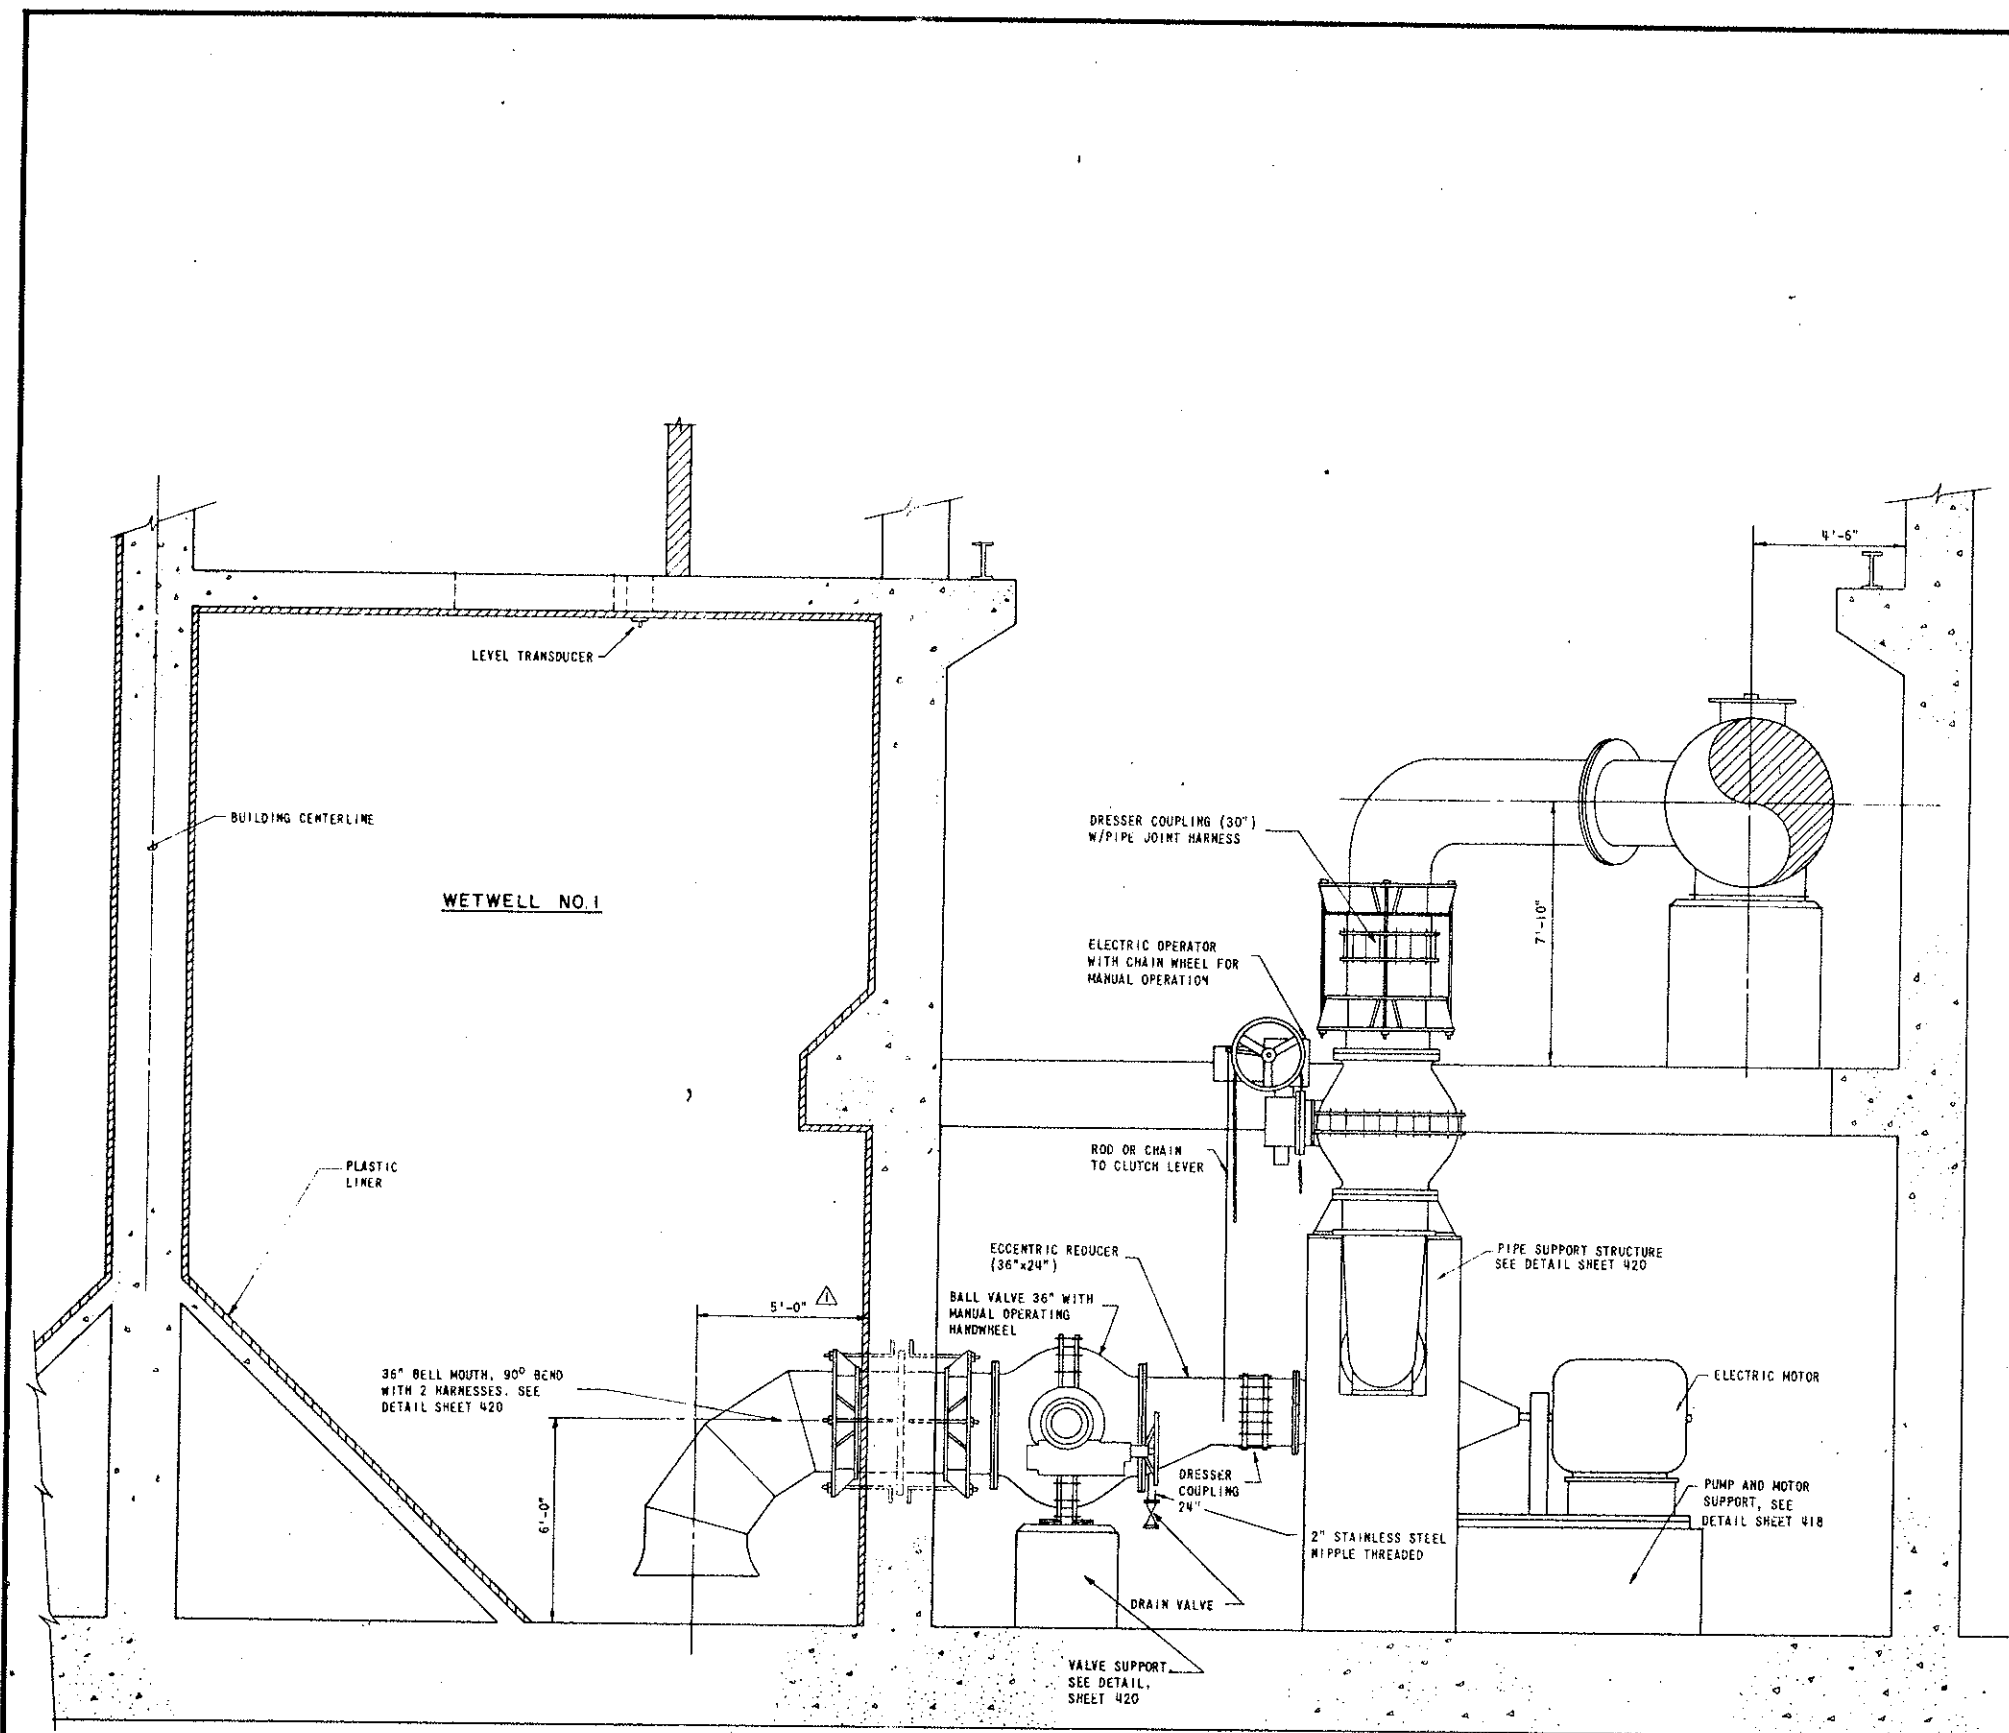 4'-6"
LEVEL TRANSDUCER
BUILDING CENTERLINE
DRESSER COUPLING (30")
W/PIPE JOINT HARNESS
WETWELL NO. 1
7'-10"
ELECTRIC OPERATOR
WITH CHAIN WHEEL FOR
MANUAL OPERATION
ROD OR CHAIN
TO CLUTCH LEVER
PLASTIC
LINER
ECCENTRIC REDUCER
(36"x24")
PIPE SUPPORT STRUCTURE
SEE DETAIL SHEET 420
5'-0" 1
BALL VALVE 36" WITH
MANUAL OPERATING
HANDWHEEL
36" BELL MOUTH, 90° BEND
WITH 2 HARNESSES. SEE
DETAIL SHEET 420
ELECTRIC MOTOR
6'-0"
DRESSER
COUPLING
24"
PUMP AND MOTOR
SUPPORT, SEE
DETAIL SHEET 418
2" STAINLESS STEEL
NIPPLE THREADED
DRAIN VALVE
VALVE SUPPORT
SEE DETAIL,
SHEET 420